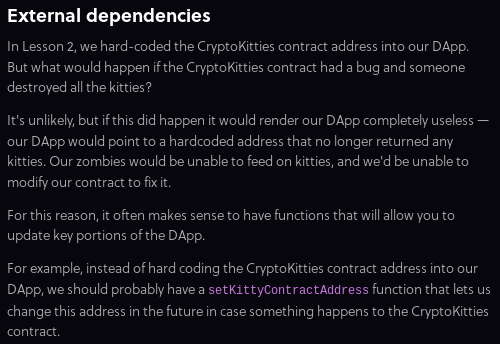 External dependencies
In Lesson 2, we hard-coded the CryptoKitties contract address into our DApp.
But what would happen if the CryptoKitties contract had a bug and someone
destroyed all the kitties?
It's unlikely, but if this did happen it would render our DApp completely useless —
our DApp would point to a hardcoded address that no longer returned any
kitties. Our zombies would be unable to feed on kitties, and we'd be unable to
modify our contract to fix it.
For this reason, it often makes sense to have functions that will allow you to
update key portions of the DApp.
For example, instead of hard coding the CryptoKitties contract address into our
DApp, we should probably have a setKittyContractAddress function that lets us
change this address in the future in case something happens to the CryptoKitties
contract.